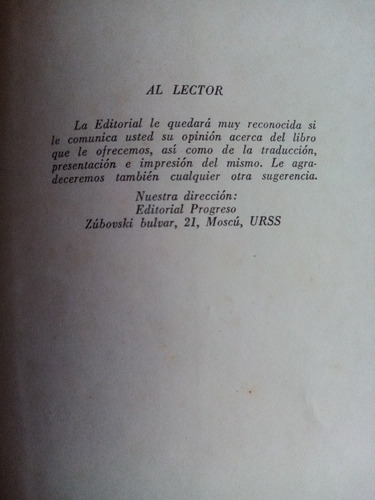 AL LECTOR
La Editorial le quedará muy reconocida si
le comunica usted su opinión acerca del libro
que le ofrecemos, así como de la traducción,
presentación e impresión del mismo. Le agra-
deceremos también cualquier otra sugerencia.
Nuestra dirección:
Editorial Progreso
Zúbovski bulvar, 21, Moscú, URSS